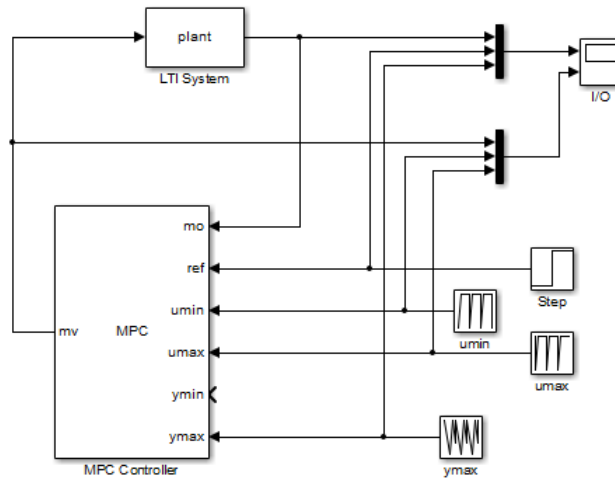 plant
LTI System
I/O
mo
ref
umin
umax
ymin
ymax
mv
MPC
MPC Controller
Step
umin
umax
ymax